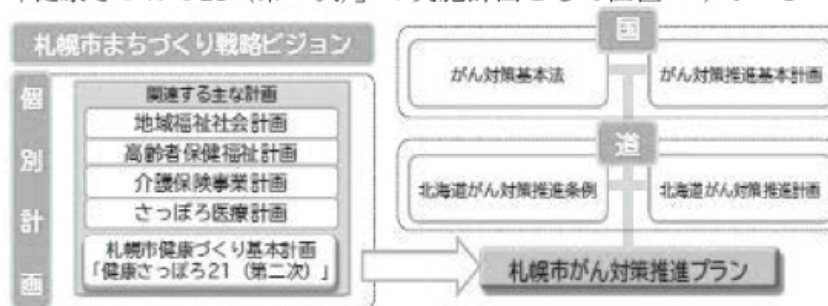 札幌市まちづくり戦略ビジョン
個別計画
関連する主な計画
地域福祉社会計画
高齢者保健福祉計画
介護保険事業計画
さっぽろ医療計画
札幌市健康づくり基本計画
「健康さっぽろ21（第二次）」
国
がん対策基本法
がん対策推進基本計画
道
北海道がん対策推進条例
北海道がん対策推進計画
札幌市がん対策推進プラン